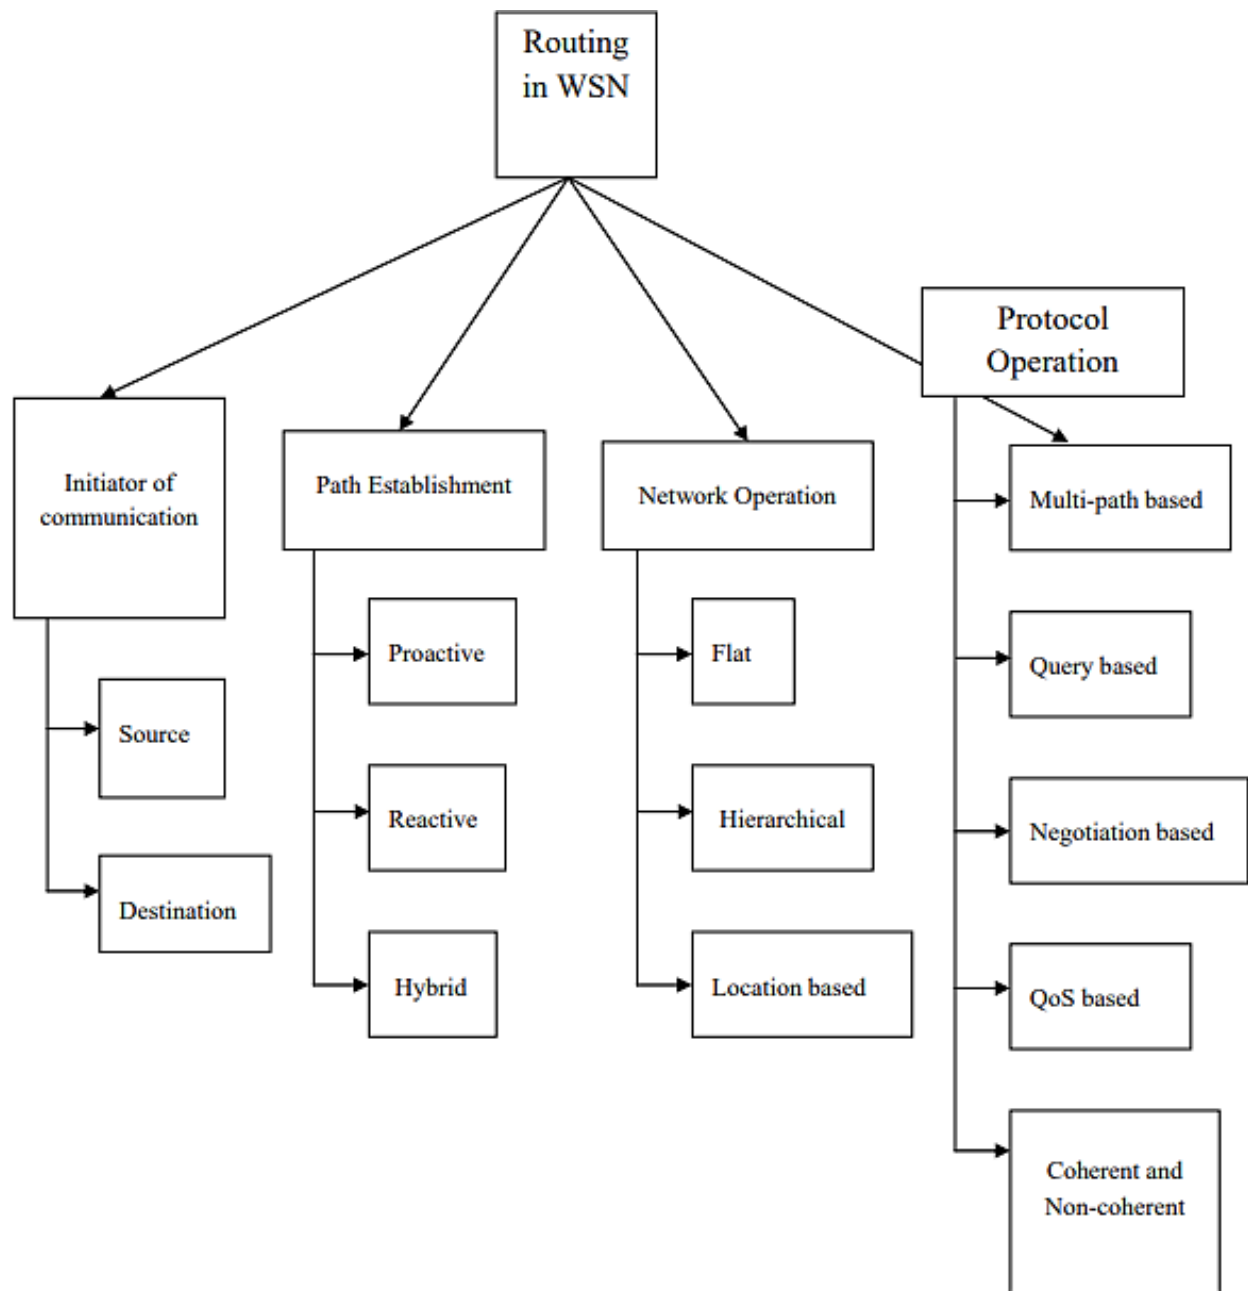 Routing
in WSN
Protocol
Operation
Initiator of
communication
Path Establishment
Network Operation
Multi-path based
Proactive
Flat
Query based
Source
Reactive
Hierarchical
Negotiation based
Destination
Hybrid
Location based
QoS based
Coherent and
Non-coherent